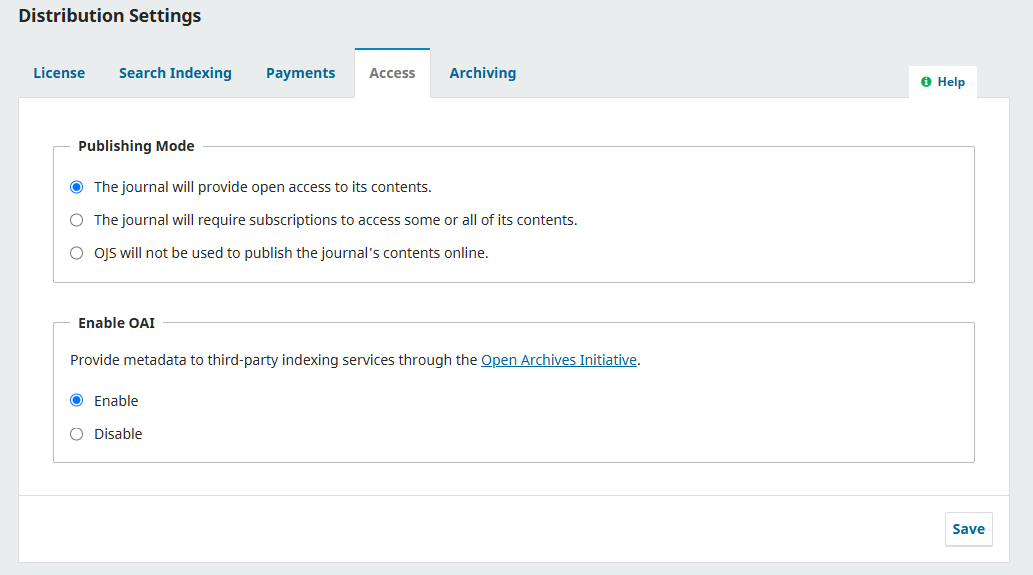 Distribution Settings
License Search Indexing Payments Access Archiving
Help
Publishing Mode
The journal will provide open access to its contents.
The journal will require subscriptions to access some or all of its contents.
OJS will not be used to publish the journal's contents online.
Enable OAI
Provide metadata to third-party indexing services through the Open Archives Initiative.
Enable
Disable
Save